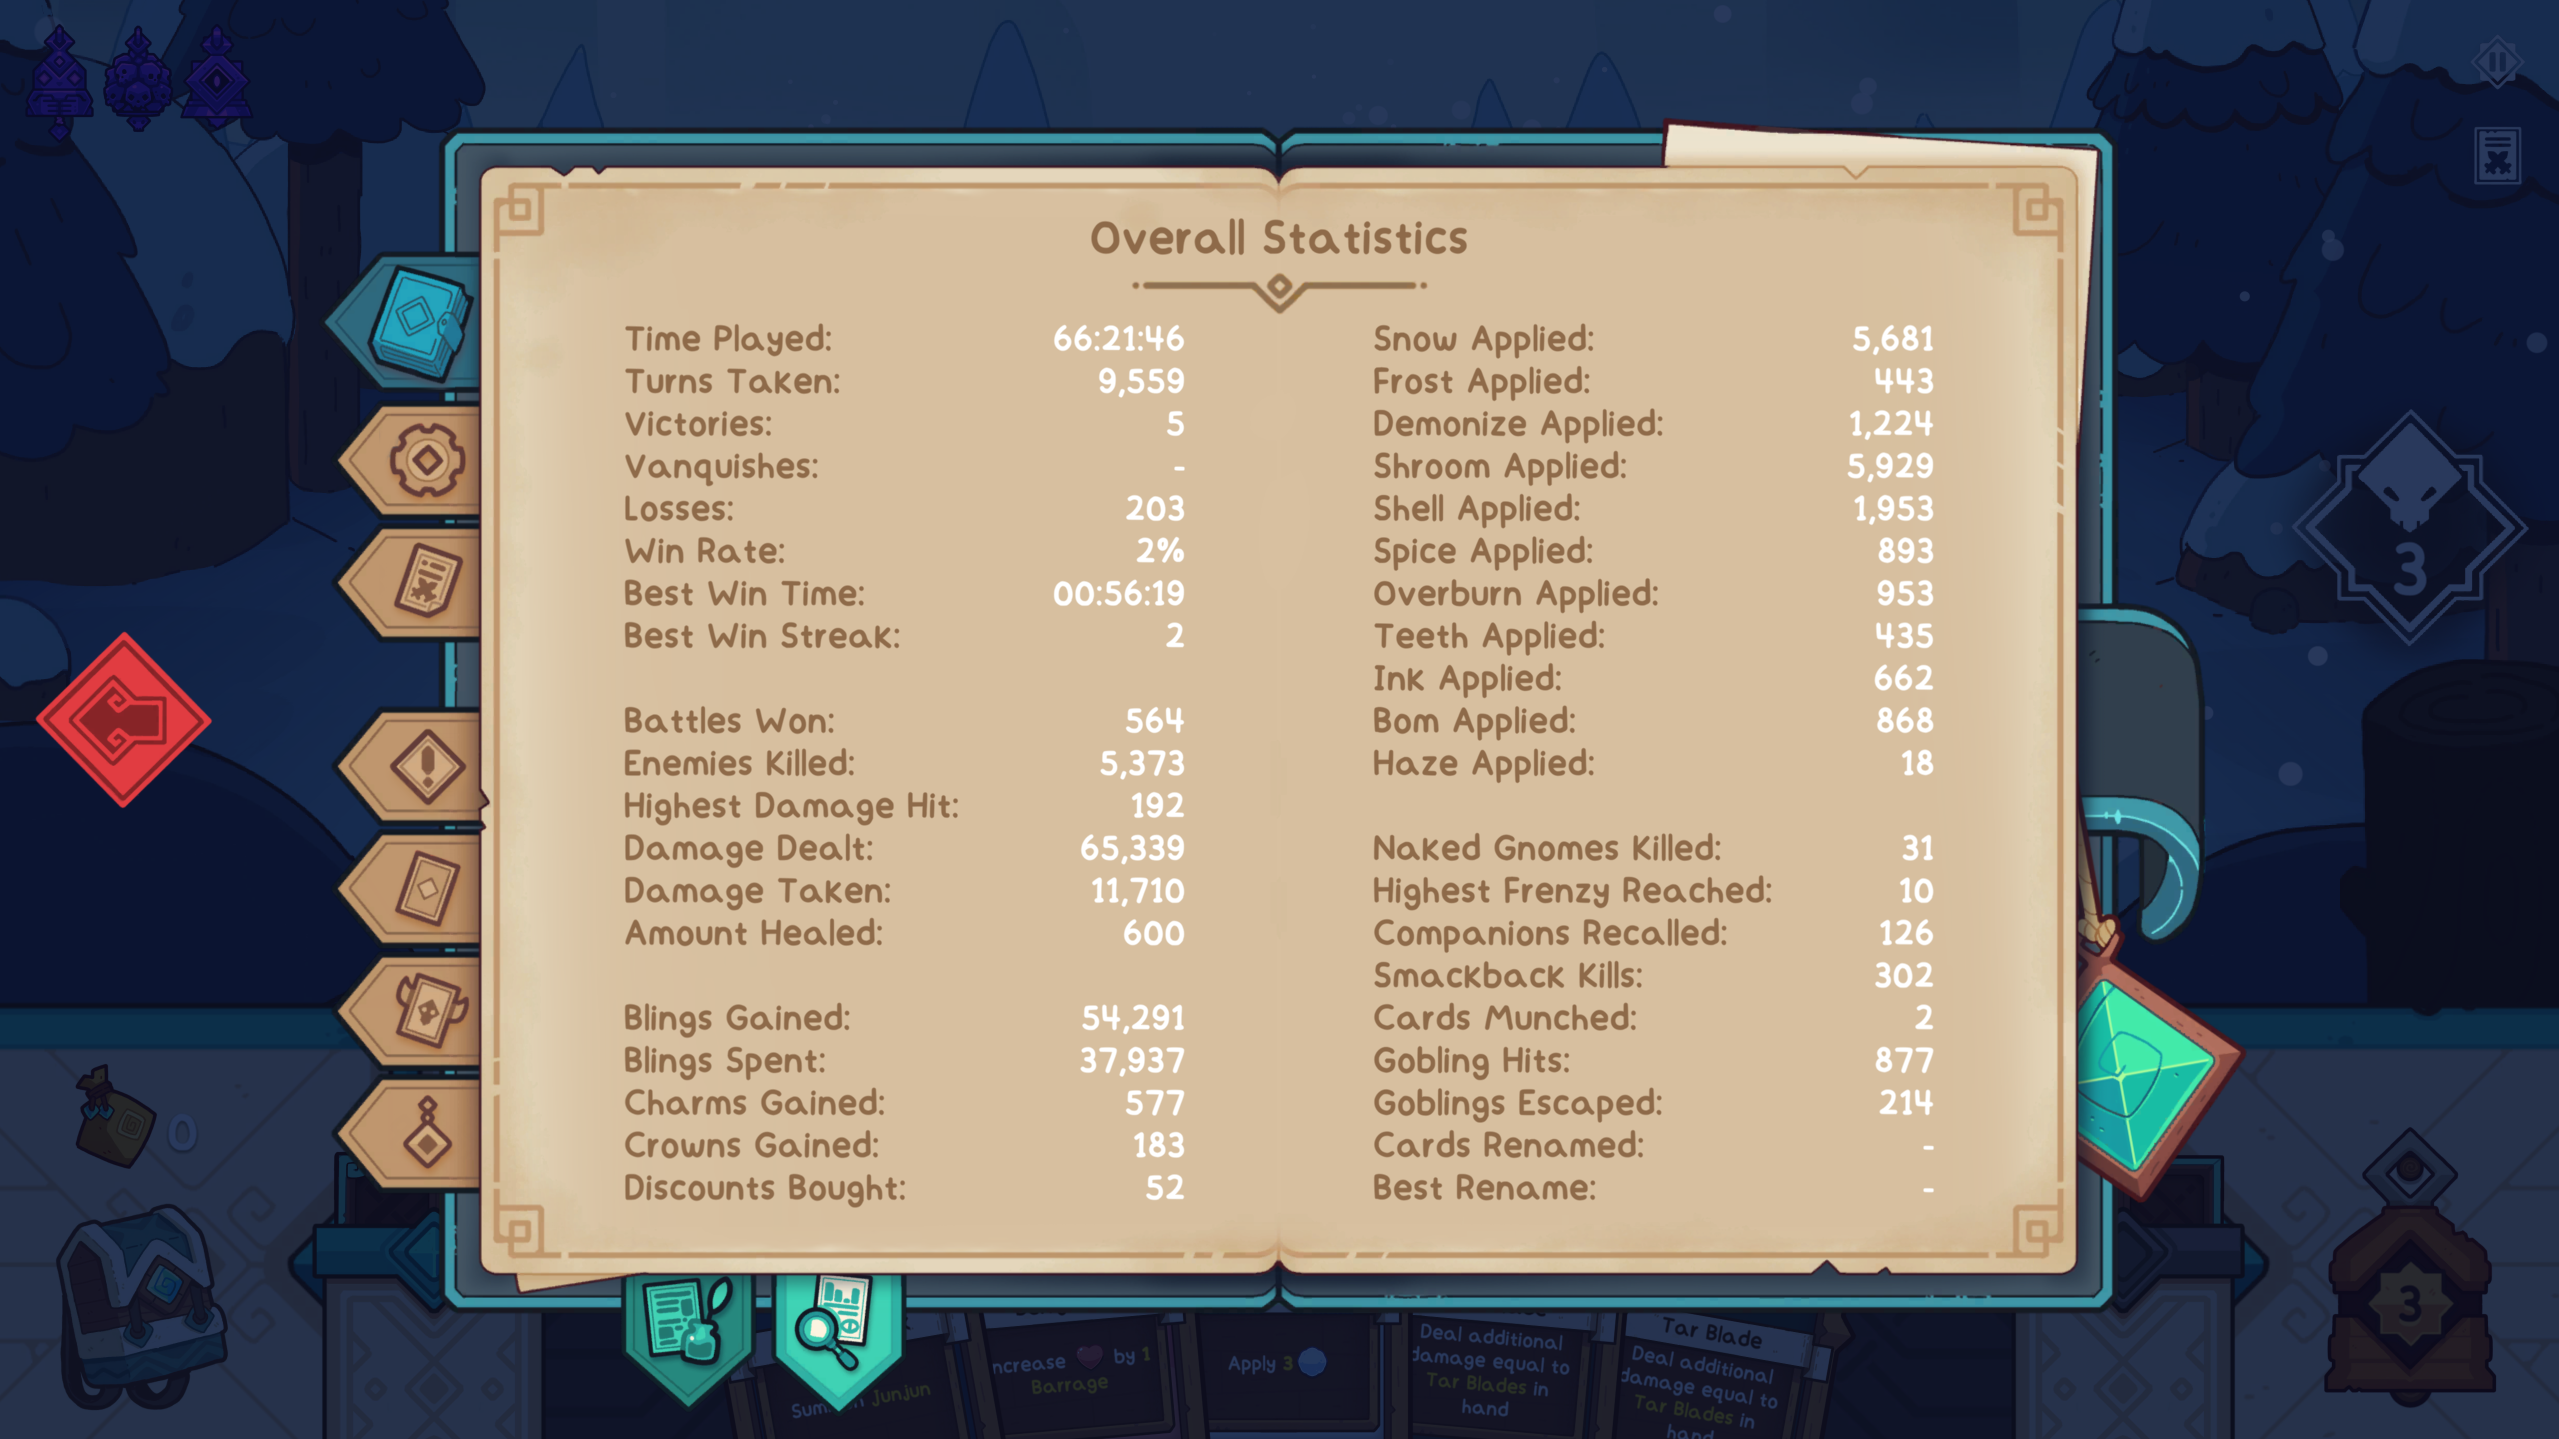 Overall Statistics
Time Played: 66:21:46
Turns Taken: 9,559
Victories: 5
Vanquishes: -
Losses: 203
Win Rate: 2%
Best Win Time: 00:56:19
Best Win Streak: 2
Battles Won: 564
Enemies Killed: 5,373
Highest Damage Hit: 192
Damage Dealt: 65,339
Damage Taken: 11,710
Amount Healed: 600
Blings Gained: 54,291
Blings Spent: 37,937
Charms Gained: 577
Crowns Gained: 183
Discounts Bought: 52
Snow Applied: 5,681
Frost Applied: 443
Demonize Applied: 1,224
Shroom Applied: 5,929
Shell Applied: 1,953
Spice Applied: 893
Overburn Applied: 953
Teeth Applied: 435
Ink Applied: 662
Bom Applied: 868
Haze Applied: 18
Naked Gnomes Killed: 31
Highest Frenzy Reached: 10
Companions Recalled: 126
Smackback Kills: 302
Cards Munched: 2
Gobling Hits: 877
Goblings Escaped: 214
Cards Renamed: -
Best Rename: -
3
0
3
Junjun
by 1
Barrage
Apply 3
Deal additional
damage equal to
Tar Blades in
hand
Tar Blade
Deal additional
damage equal to
Tar Blades in
hand